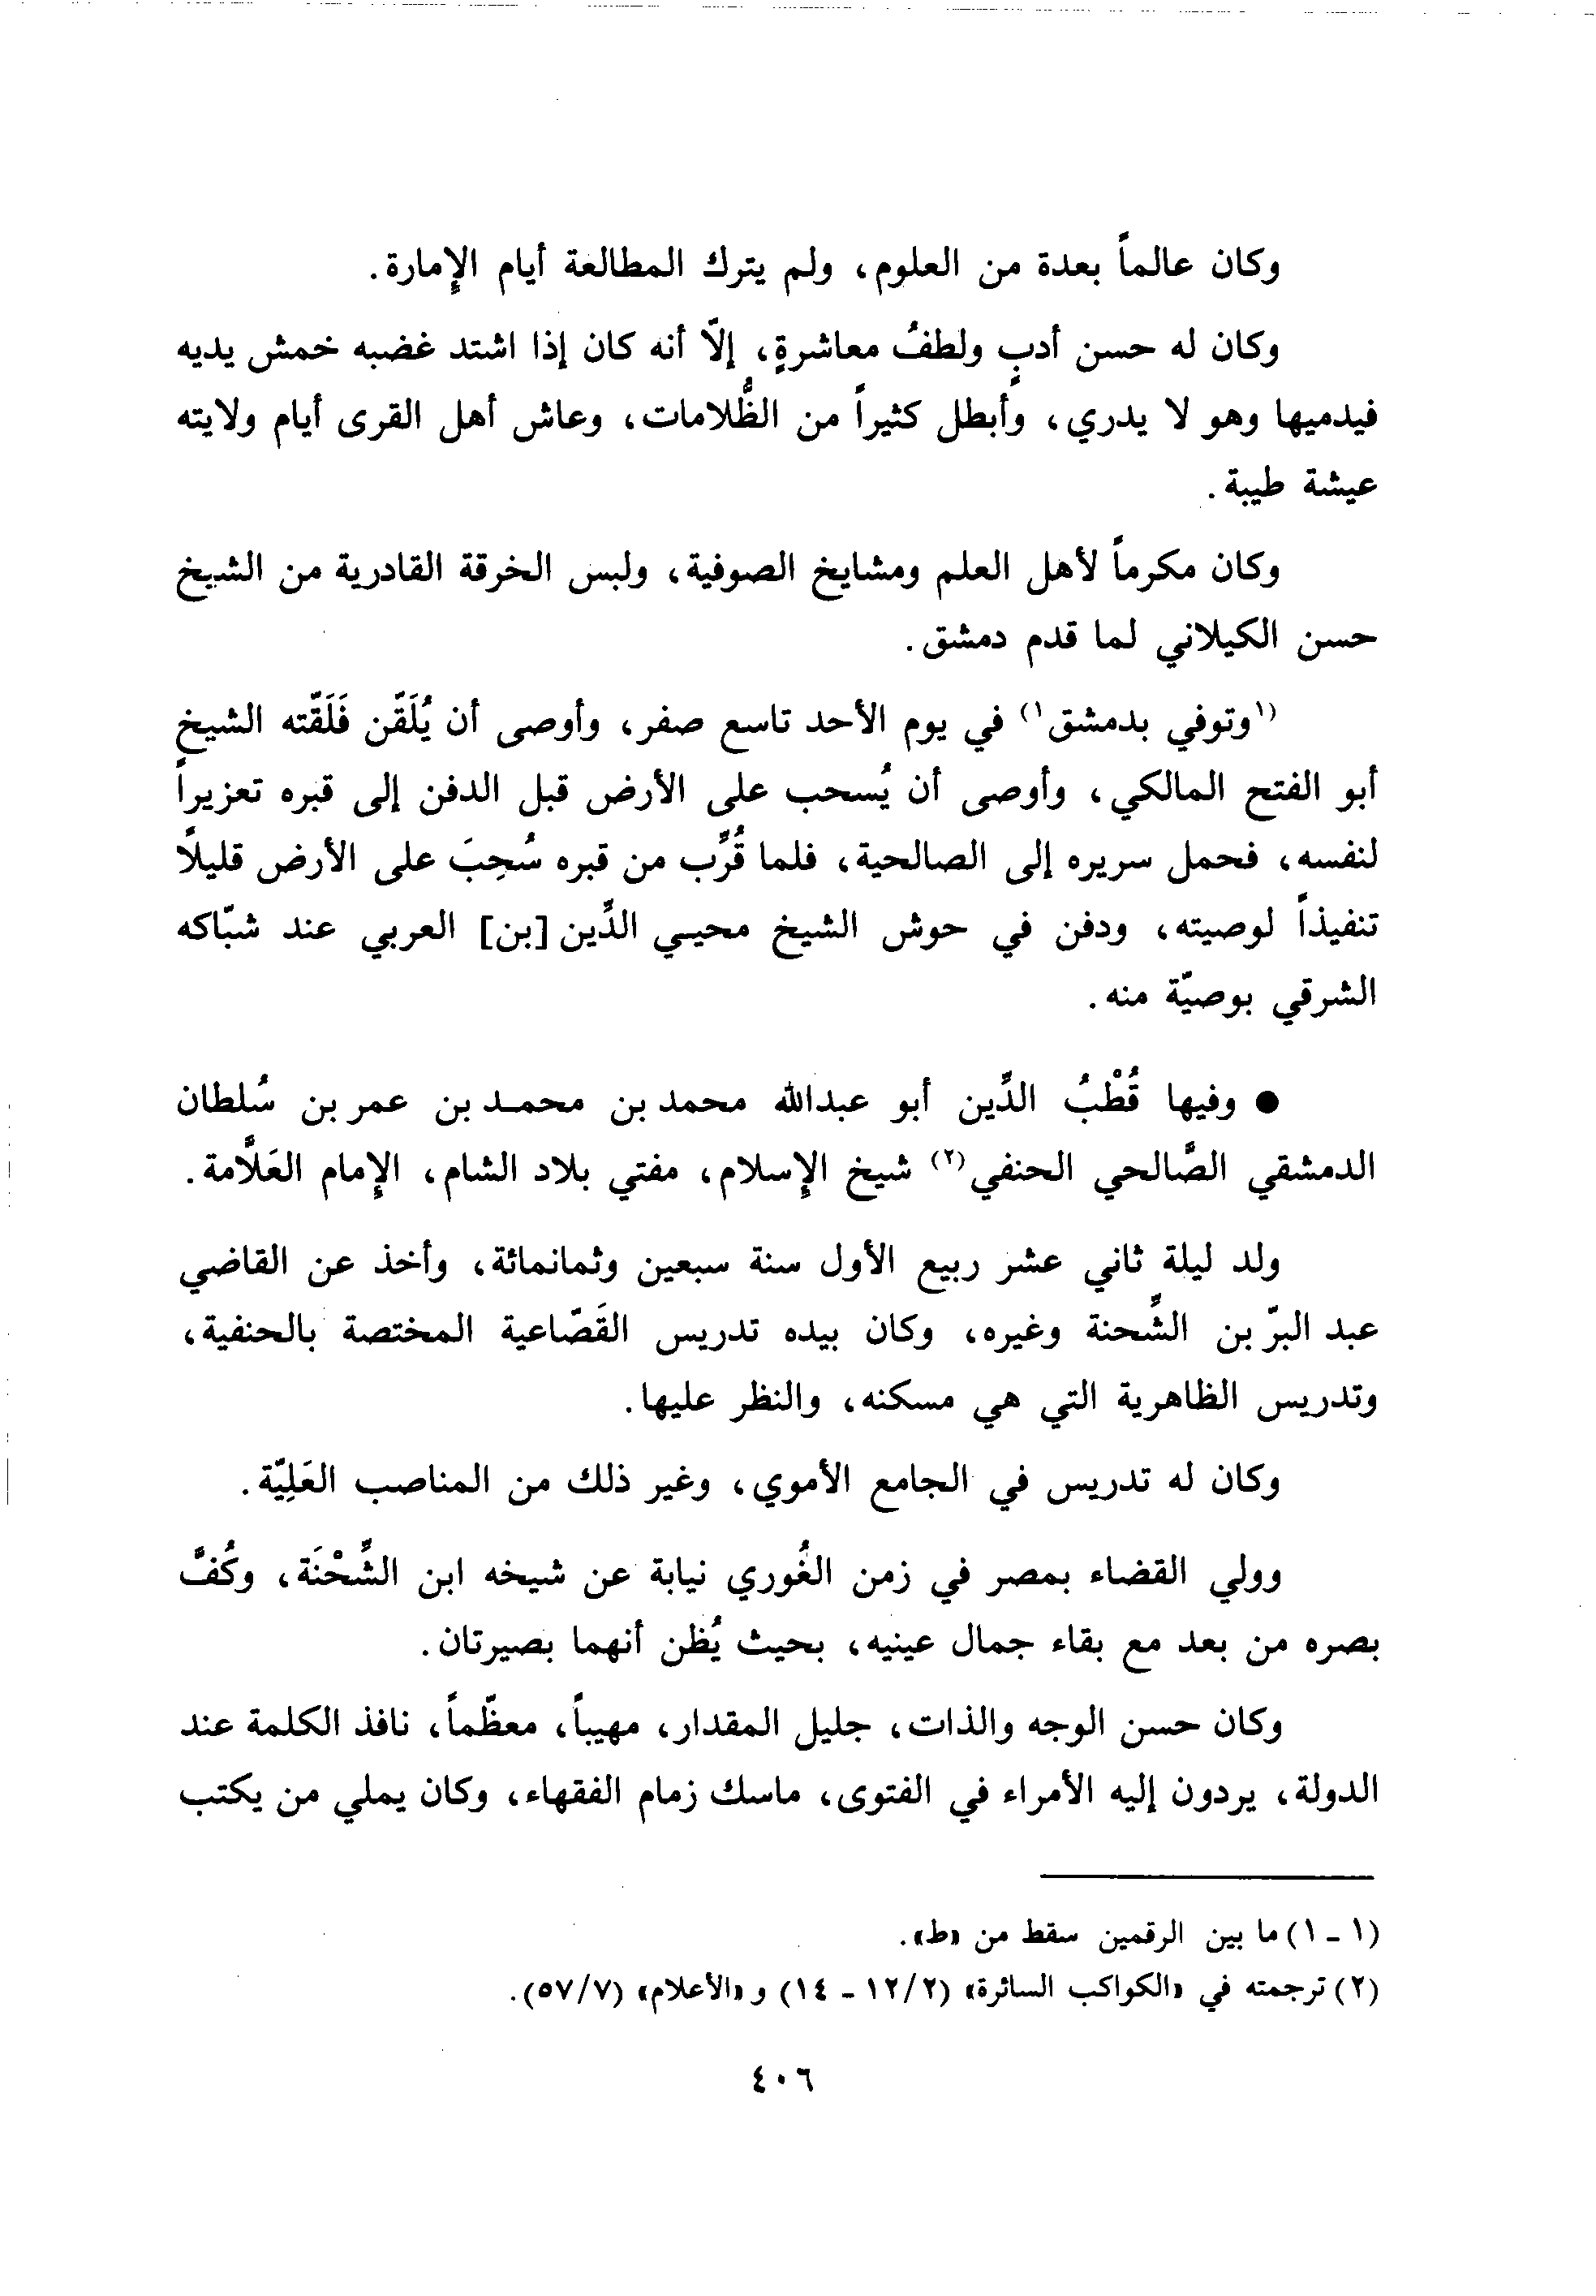 وكان عالماً بعدة من العلوم، ولم يترك المطالعة أيام الإمارة.
وكان له حسن أدبٍ ولطفُ معاشرةٍ، إلّا أنه كان إذا اشتد غضبه خمش يديه
فيدميها وهو لا يدري، وأبطل كثيراً من الظُّلامات، وعاش أهل القرى أيام ولايته
عيشة طيبة.
وكان مكرماً لأهل العلم ومشايخ الصوفية، ولبس الخرقة القادرية من الشيخ
حسن الكيلاني لما قدم دمشق.
(١وتوفي بدمشق١) في يوم الأحد تاسع صفر، وأوصى أن يُلَقّن فَلَقّته الشيخ
أبو الفتح المالكي، وأوصى أن يُسحب على الأرض قبل الدفن إلى قبره تعزيراً
لنفسه، فحمل سريره إلى الصالحية، فلما قُرِّب من قبره سُحِبَ على الأرض قليلاً
تنفيذاً لوصيته، ودفن في حوش الشيخ محيي الدِّين [بن] العربي عند شبّاكه
الشرقي بوصيّة منه.
● وفيها قُطْبُ الدِّين أبو عبدالله محمد بن محمد بن عمر بن سُلطان
الدمشقي الصَّالحي الحنفي(٢) شيخ الإسلام، مفتي بلاد الشام، الإمام العَلاَّمة.
ولد ليلة ثاني عشر ربيع الأول سنة سبعين وثمانمائة، وأخذ عن القاضي
عبد البرّ بن الشِّحنة وغيره، وكان بيده تدريس القَصّاعية المختصة بالحنفية،
وتدريس الظاهرية التي هي مسكنه، والنظر عليها.
وكان له تدريس في الجامع الأموي، وغير ذلك من المناصب العَلِيّة.
وولي القضاء بمصر في زمن الغُوري نيابة عن شيخه ابن الشِّحْنَة، وكُفَّ
بصره من بعد مع بقاء جمال عينيه، بحيث يُظن أنهما بصيرتان.
وكان حسن الوجه والذات، جليل المقدار، مهيباً، معظّماً، نافذ الكلمة عند
الدولة، يردون إليه الأمراء في الفتوى، ماسك زمام الفقهاء، وكان يملي من يكتب
(١ - ١) ما بين الرقمين سقط من «ط».
(٢) ترجمته في «الكواكب السائرة» (١٢/٢ - ١٤) و «الأعلام» (٥٧/٧).
٤٠٦